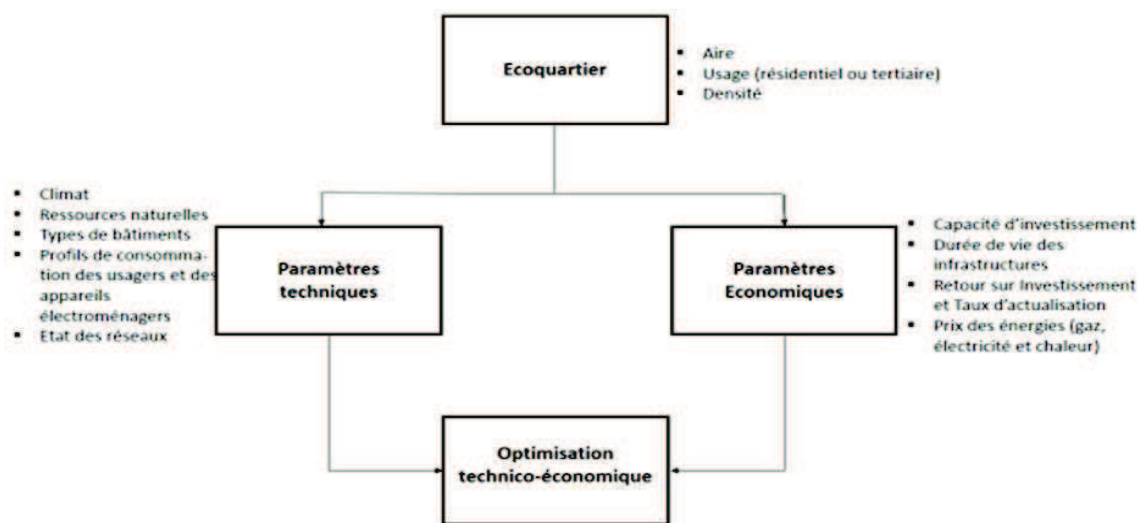 Ecoquartier
▪ Aire
▪ Usage (résidentiel ou tertiaire)
▪ Densité
▪ Climat
▪ Ressources naturelles
▪ Types de bâtiments
▪ Profils de consomma-
tion des usagers et des
appareils
électroménagers
▪ Etat des réseaux
Paramètres
techniques
Paramètres
Economiques
▪ Capacité d'investissement
▪ Durée de vie des
infrastructures
▪ Retour sur Investissement
et Taux d'actualisation
▪ Prix des énergies (gaz,
électricité et chaleur)
Optimisation
technico-économique